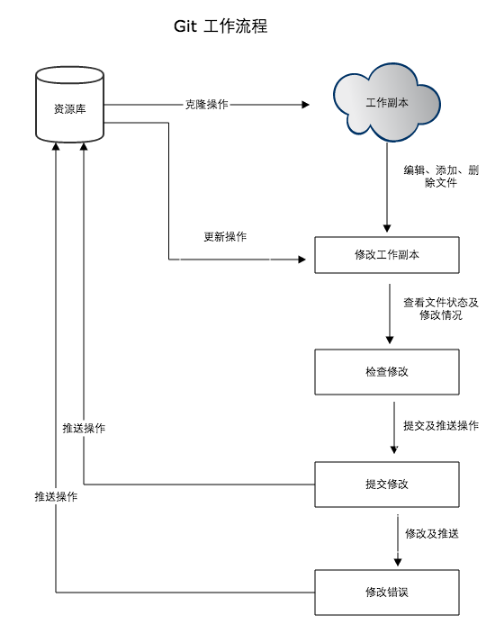 Git 工作流程
资源库
克隆操作
工作副本
编辑、添加、删
除文件
更新操作
修改工作副本
查看文件状态及
修改情况
检查修改
提交及推送操作
推送操作
提交修改
推送操作
修改及推送
修改错误